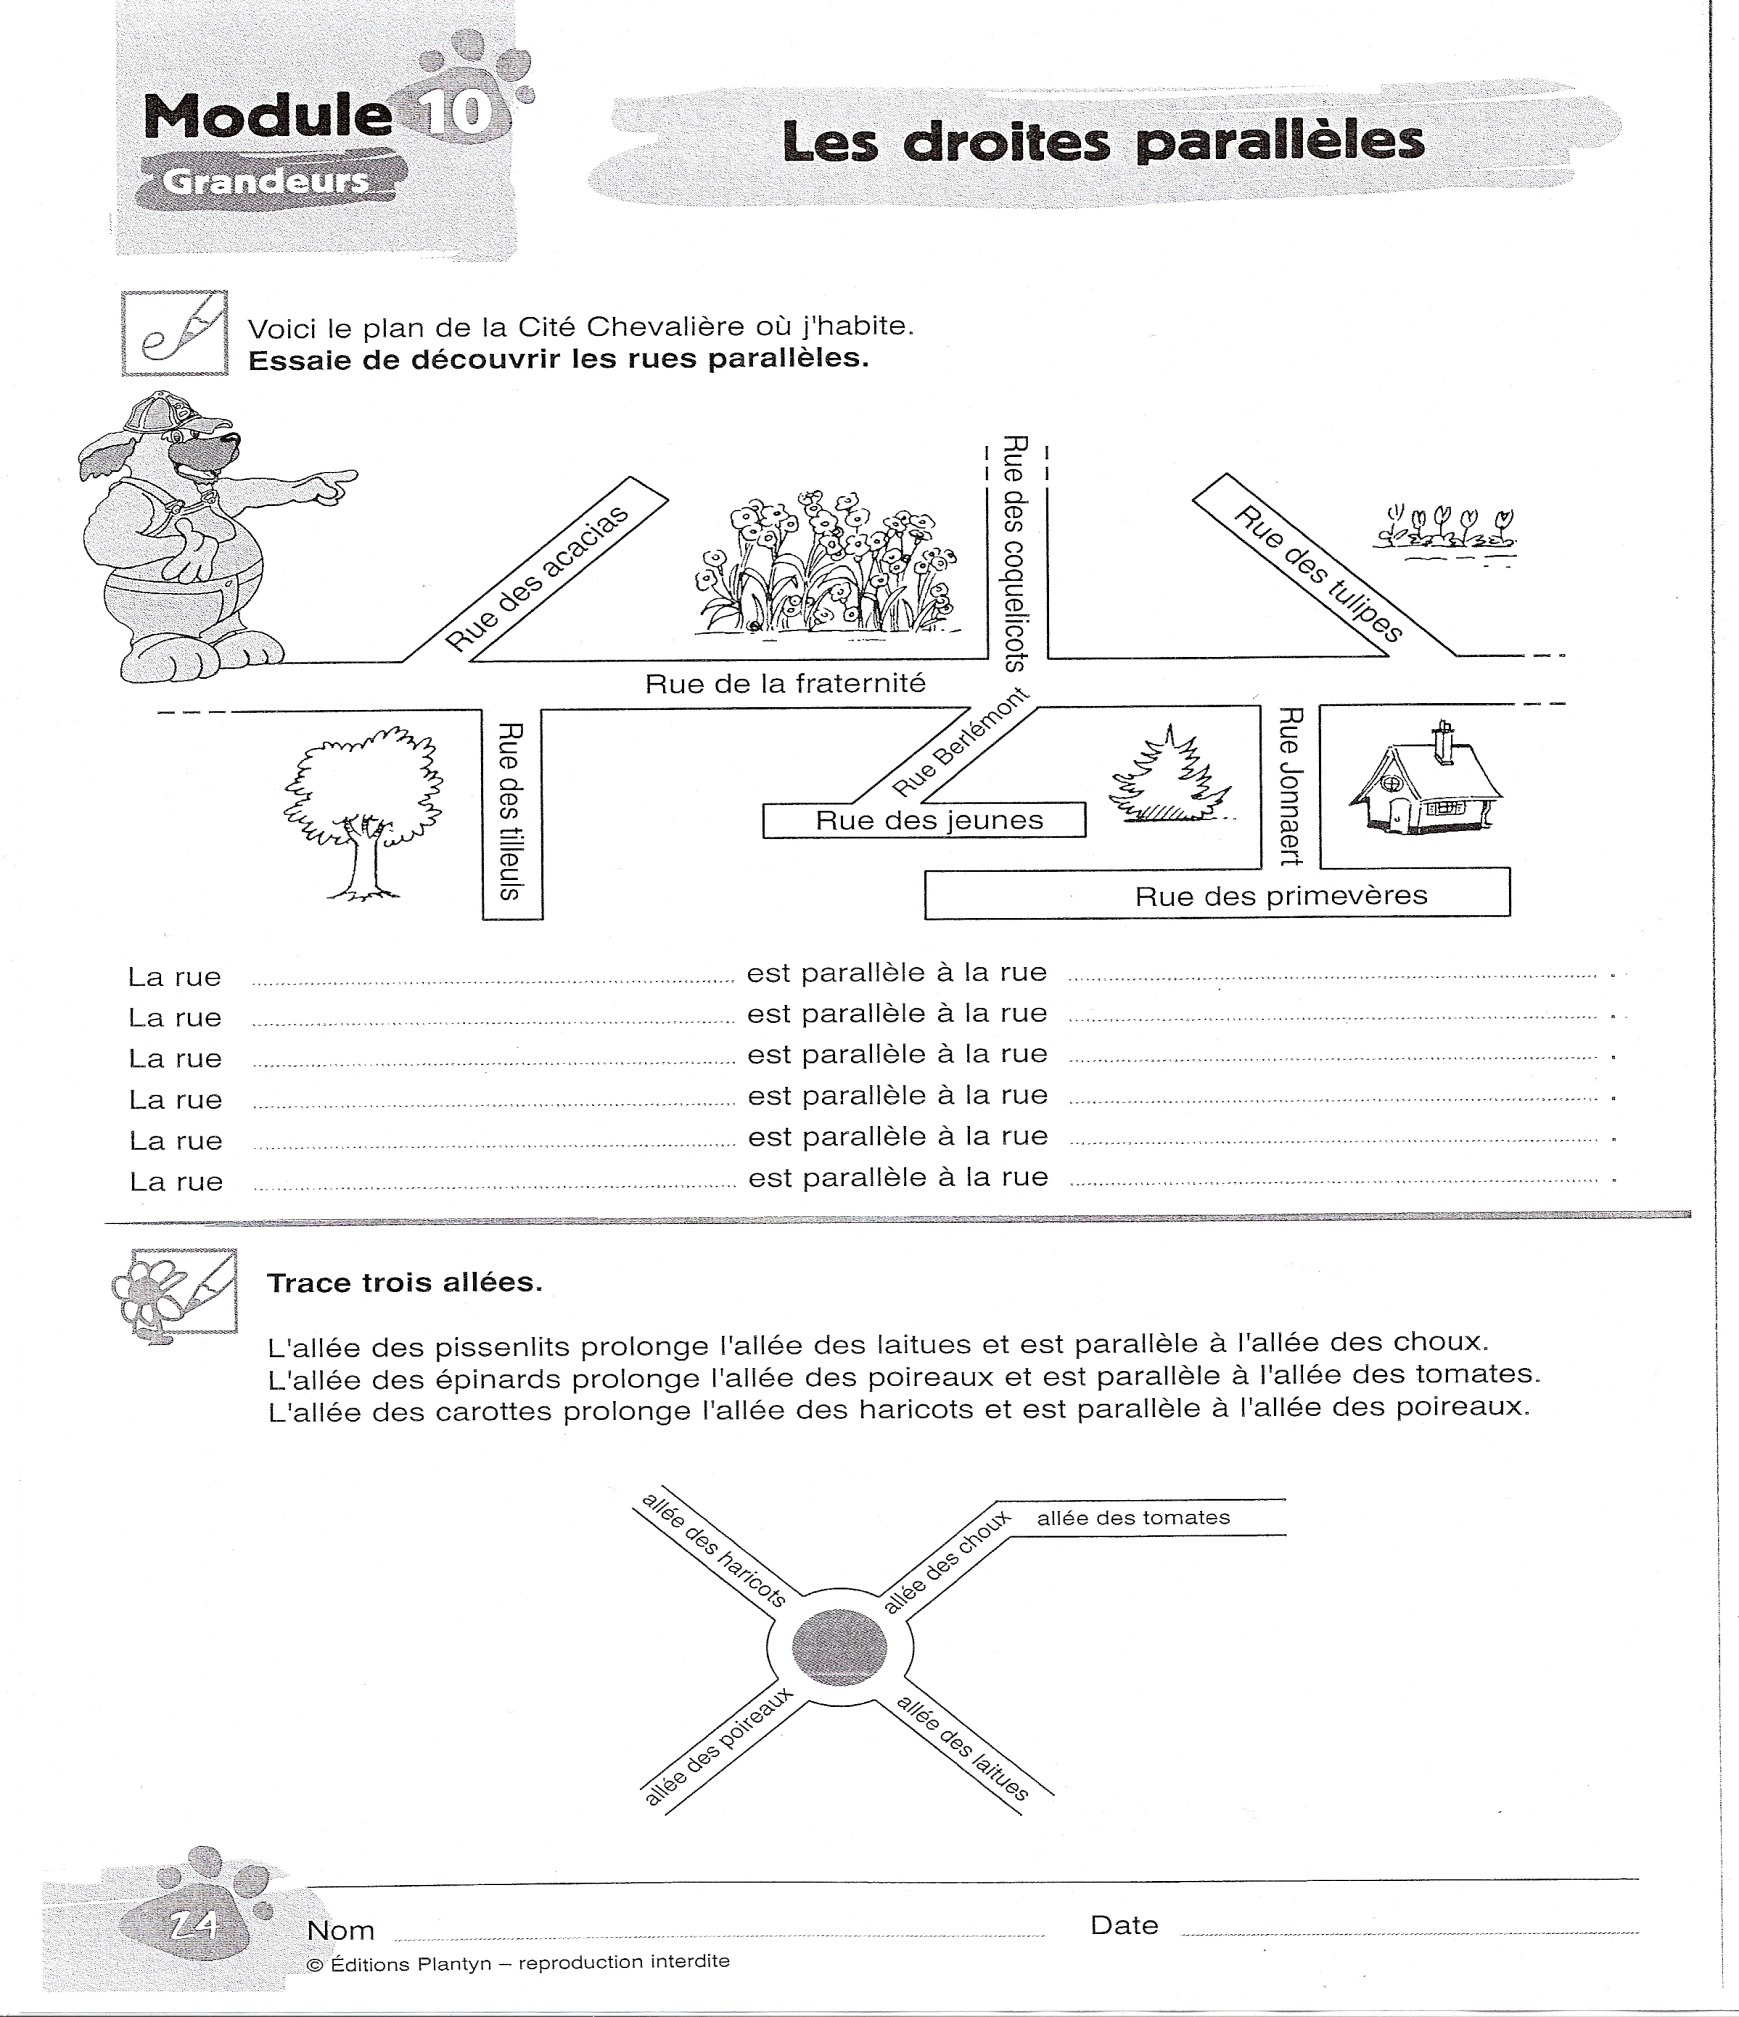 Module 10
Grandeurs
Les droites parallèles
Voici le plan de la Cité Chevalière où j'habite.
Essaie de découvrir les rues parallèles.
Rue des acacias
Rue des coquelicots
Rue des tulipes
Rue de la fraternité
Rue des tilleuls
Rue Berlémont
Rue Jonnaert
Rue des jeunes
Rue des primevères
La rue est parallèle à la rue .
La rue est parallèle à la rue .
La rue est parallèle à la rue .
La rue est parallèle à la rue .
La rue est parallèle à la rue .
La rue est parallèle à la rue .
Trace trois allées.
L'allée des pissenlits prolonge l'allée des laitues et est parallèle à l'allée des choux.
L'allée des épinards prolonge l'allée des poireaux et est parallèle à l'allée des tomates.
L'allée des carottes prolonge l'allée des haricots et est parallèle à l'allée des poireaux.
allée des haricots
allée des choux
allée des tomates
allée des poireaux
allée des laitues
24
Nom Date
© Éditions Plantyn – reproduction interdite